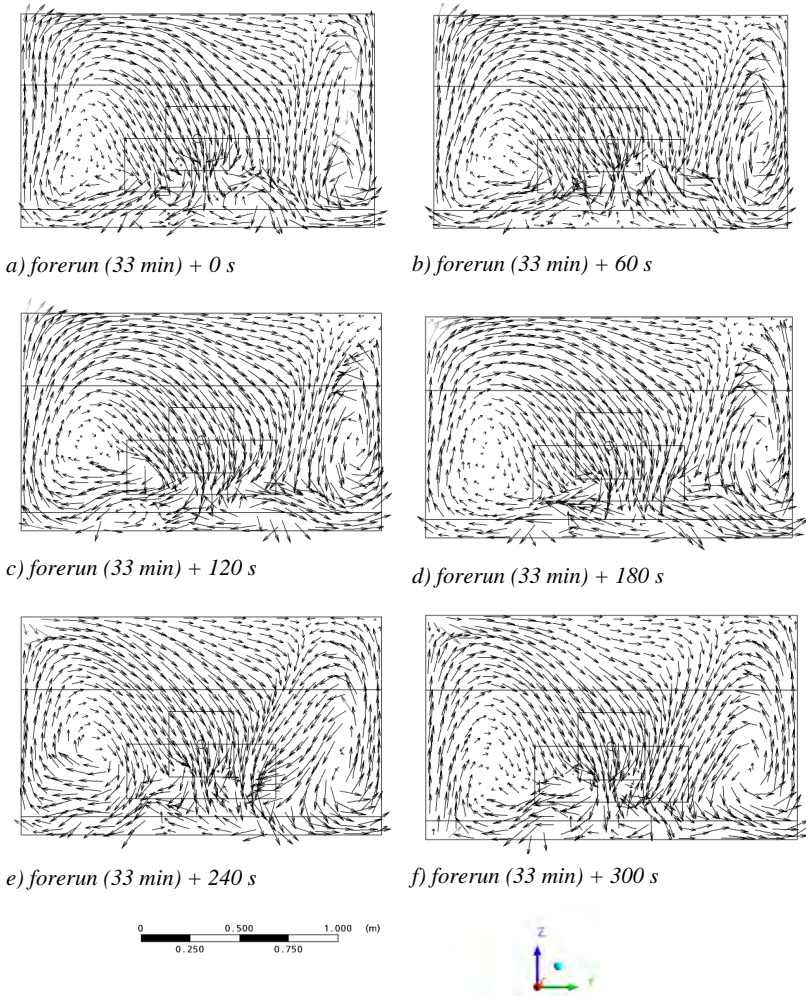 a) forerun (33 min) + 0 s
b) forerun (33 min) + 60 s
c) forerun (33 min) + 120 s
d) forerun (33 min) + 180 s
e) forerun (33 min) + 240 s
f) forerun (33 min) + 300 s
0 0.500 1.000 (m)
0.250 0.750
Z
Y